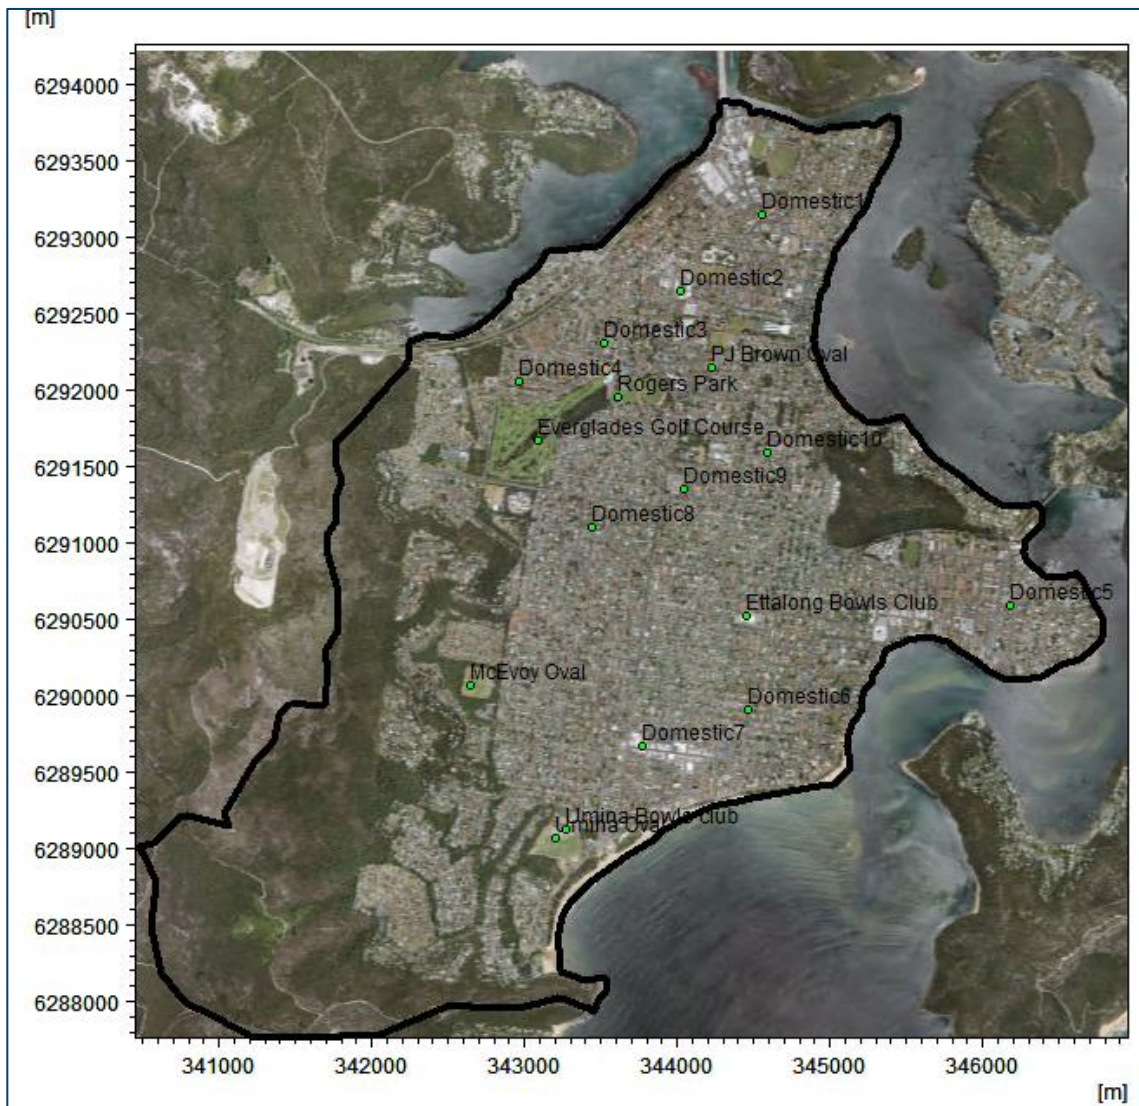 [m]
6294000
6293500
Domestic1
6293000
Domestic2
6292500
Domestic3
PJ Brown Oval
Domestic4
6292000
Rogers Park
Everglades Golf Course
Domestic10
6291500
Domestic9
Domestic8
6291000
Domestic5
Ettalong Bowls Club
6290500
McEvoy Oval
6290000
Domestic6
Domestic7
6289500
Umina Bowls club
Umina Oval
6289000
6288500
6288000
341000 342000 343000 344000 345000 346000
[m]